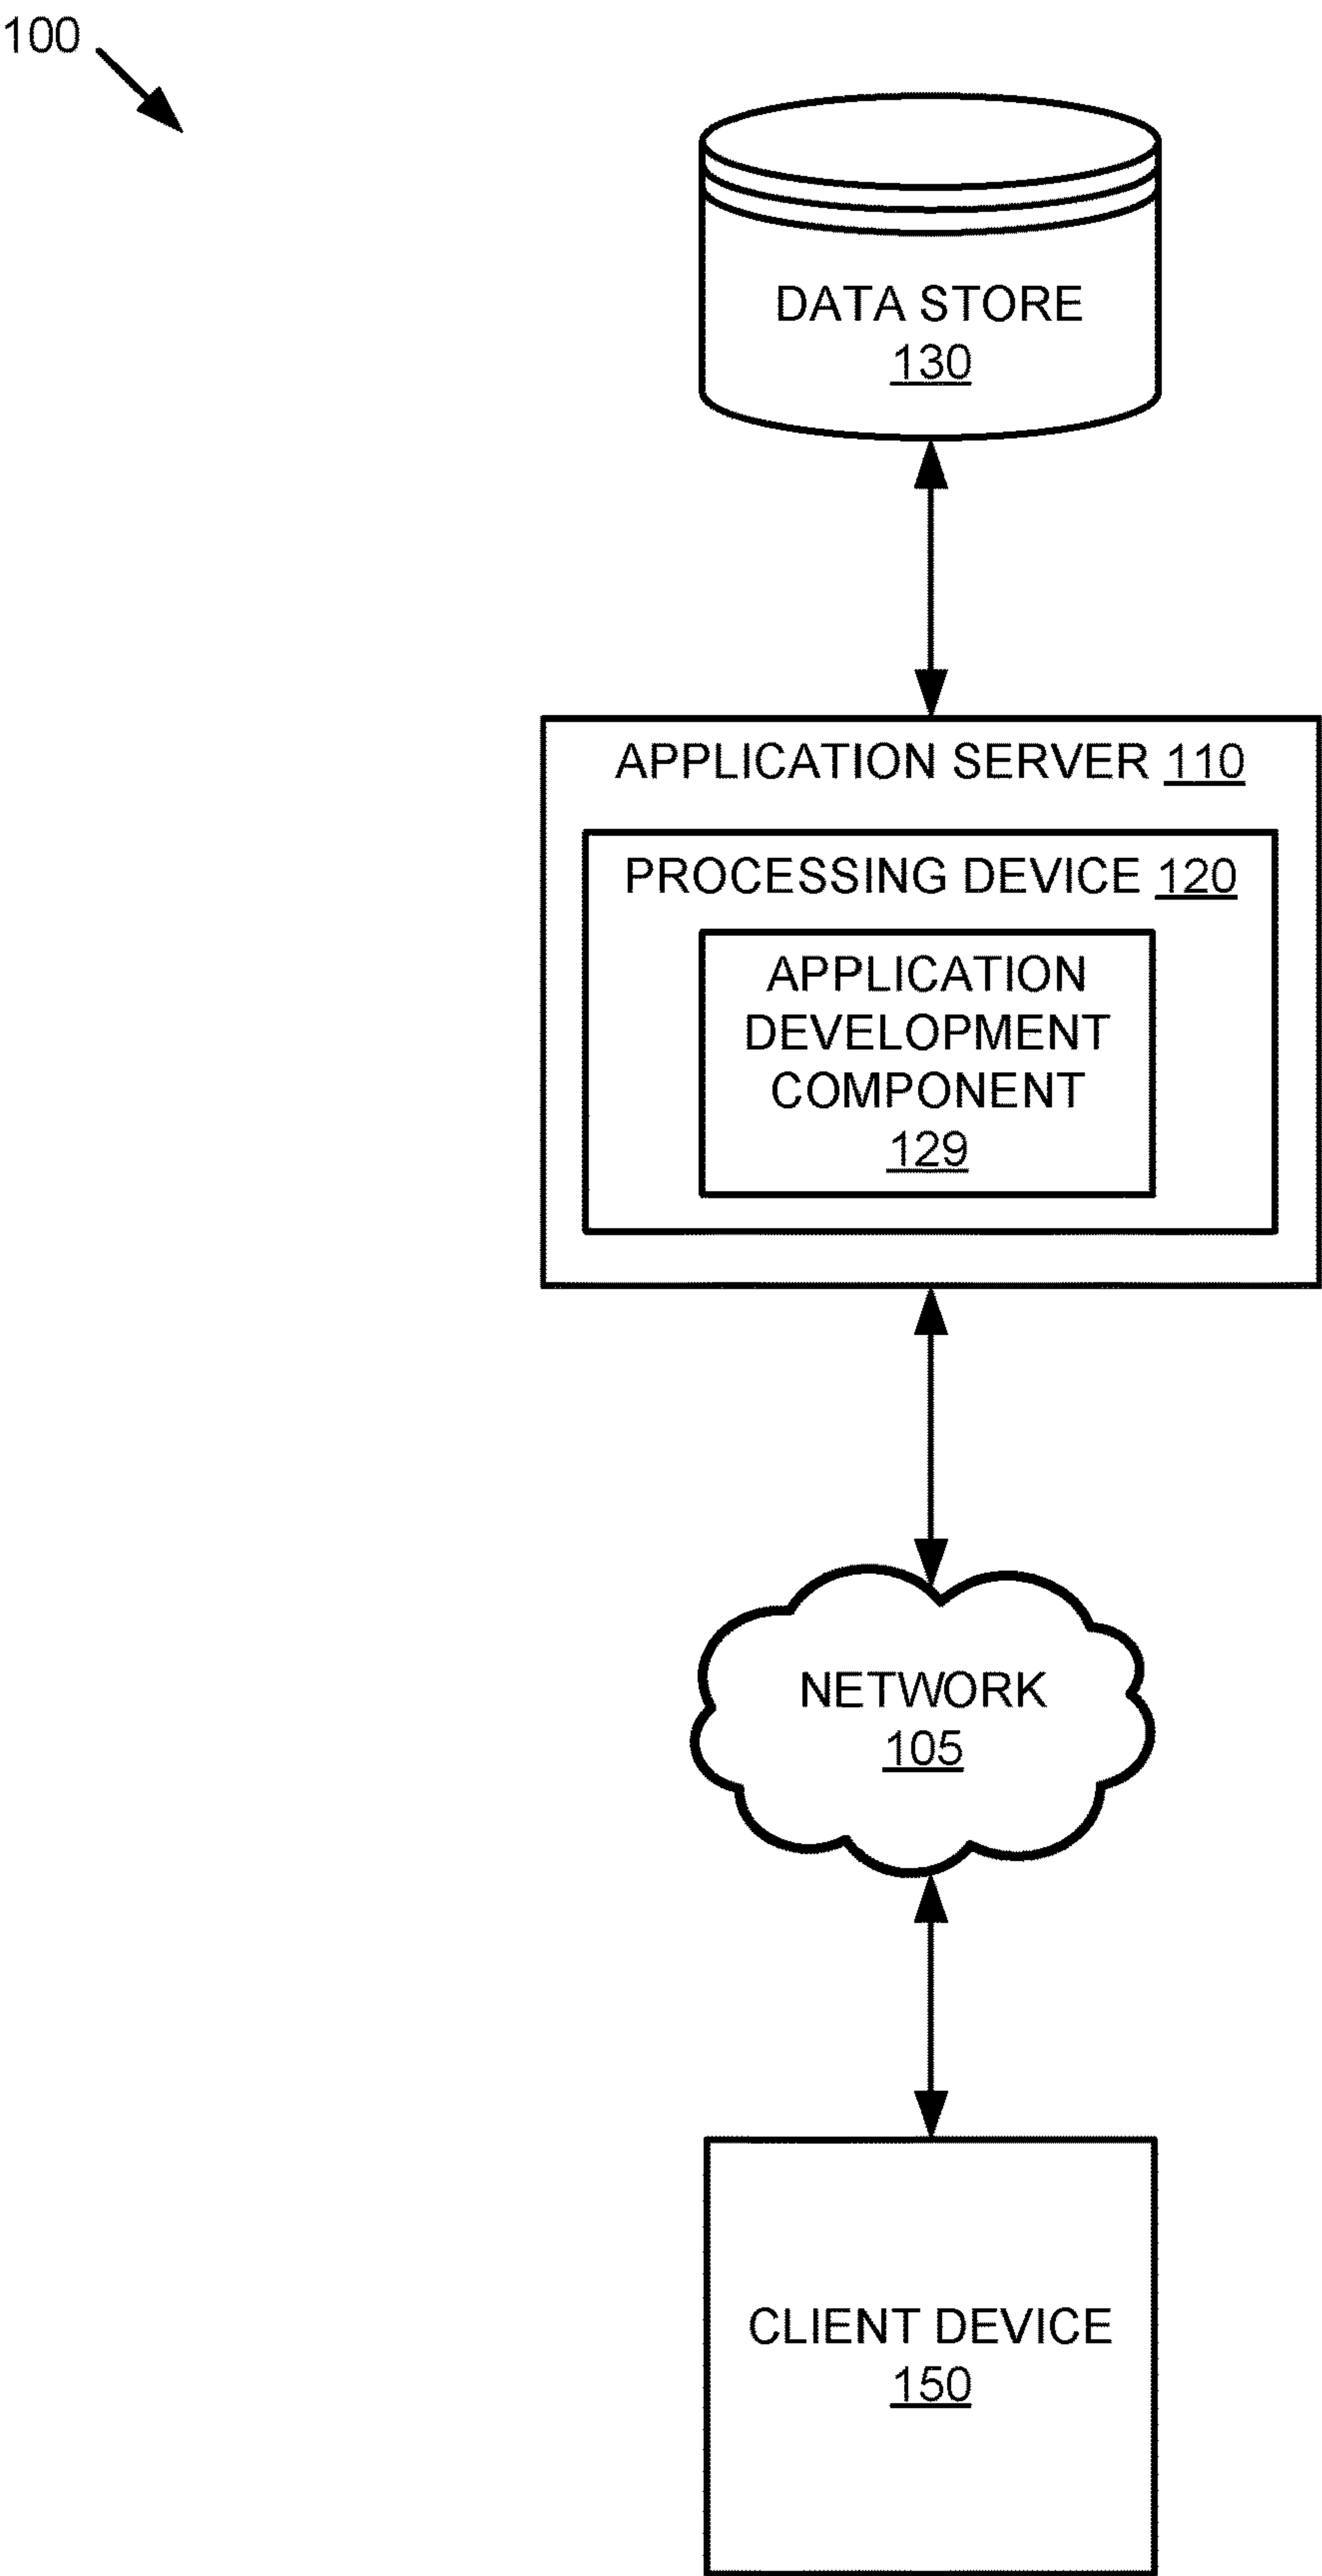 100
DATA STORE
130
APPLICATION SERVER 110
PROCESSING DEVICE 120
APPLICATION
DEVELOPMENT
COMPONENT
129
NETWORK
105
CLIENT DEVICE
150